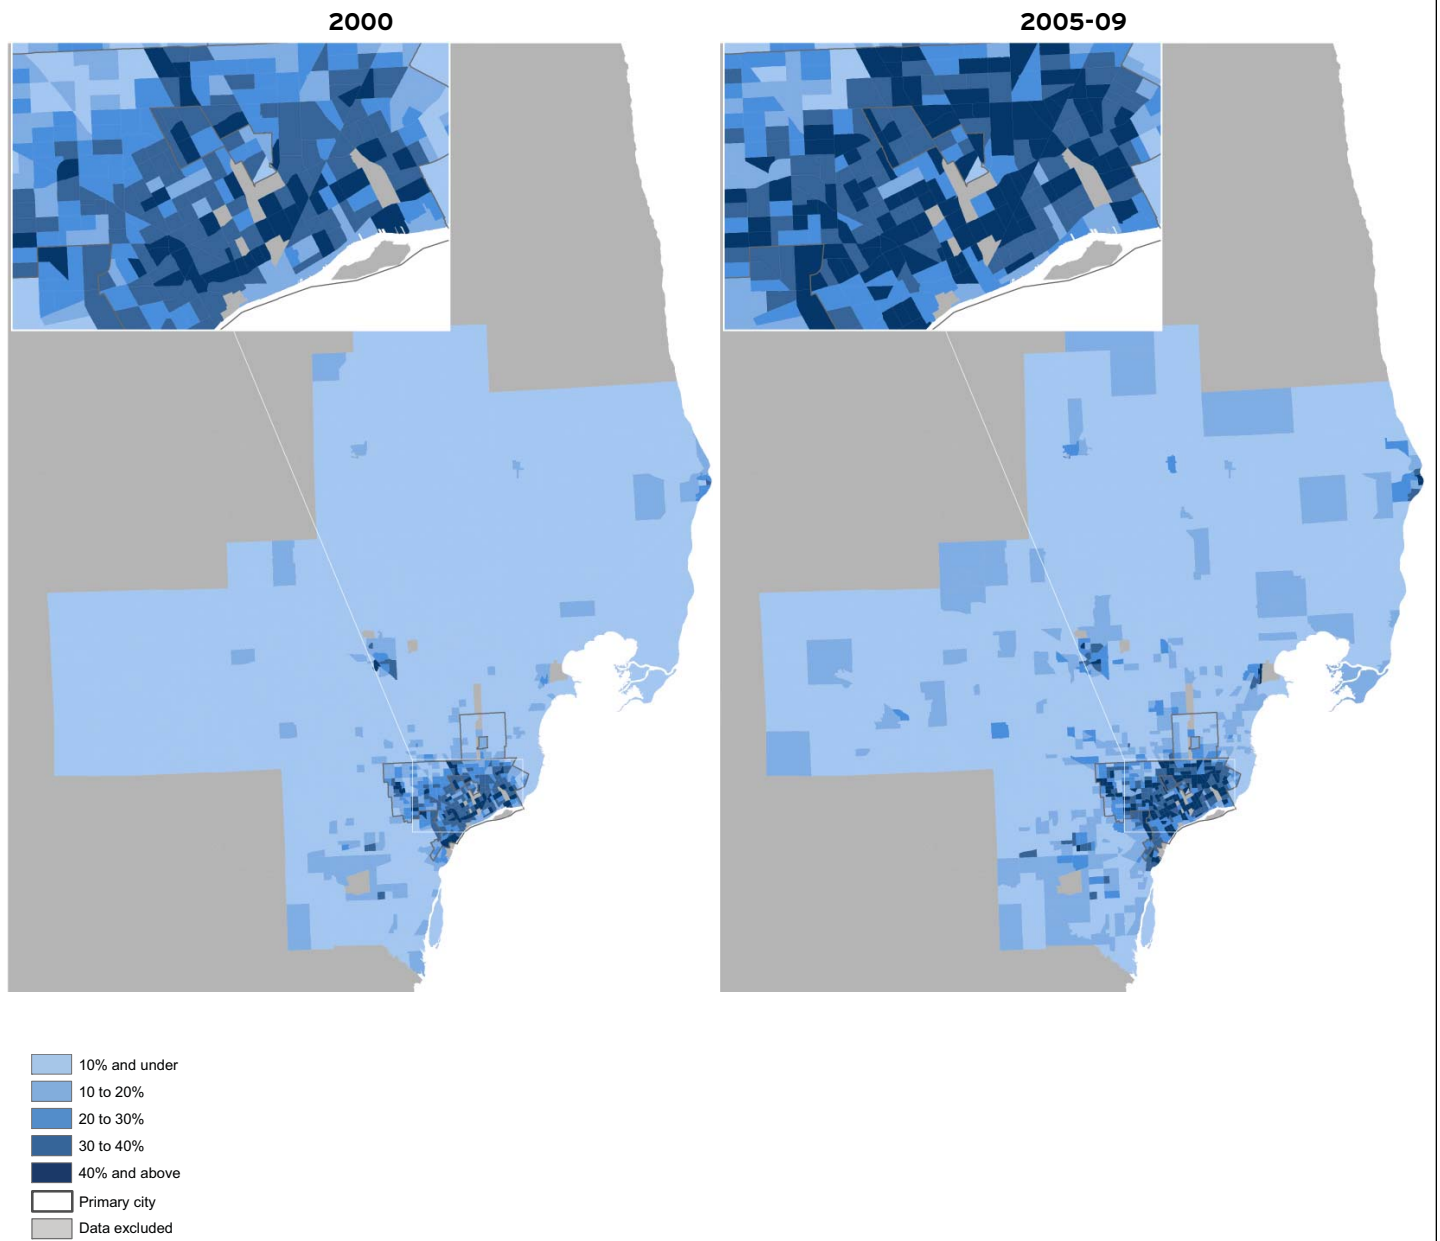 2000
2005-09
10% and under
10 to 20%
20 to 30%
30 to 40%
40% and above
Primary city
Data excluded